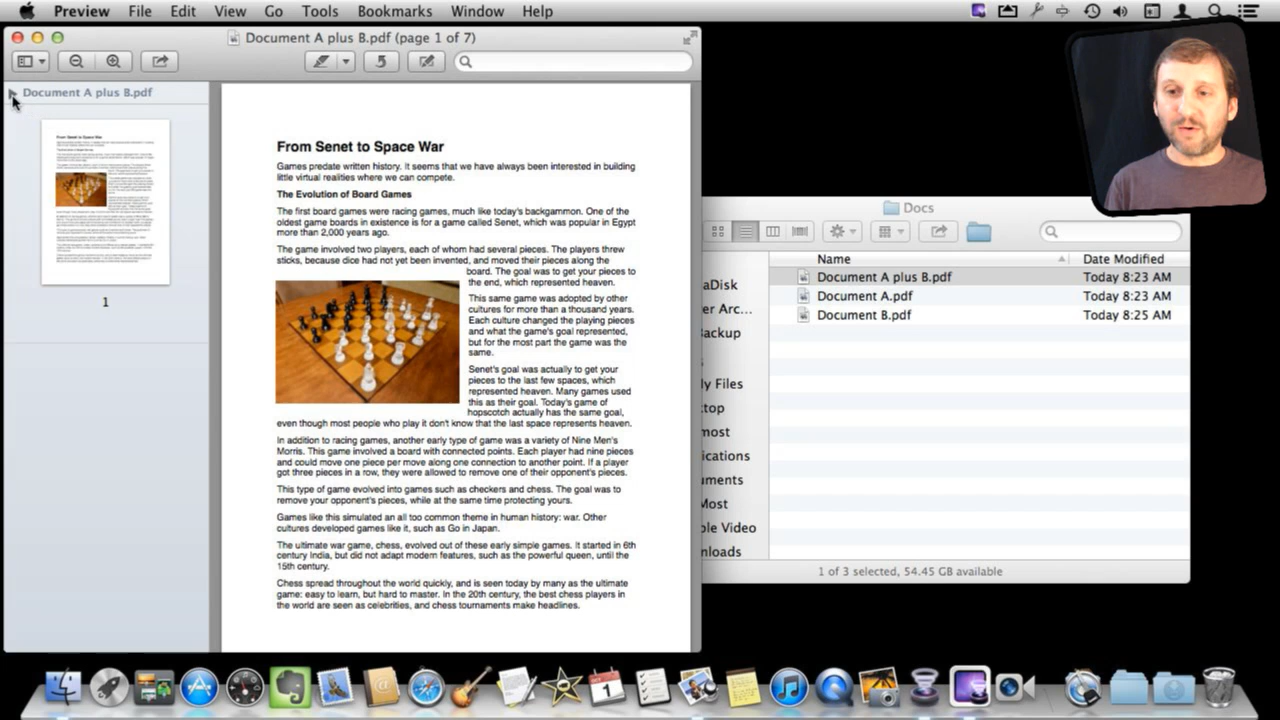 Preview File Edit View Go Tools Bookmarks Window Help
Document A plus B.pdf (page 1 of 7)
Document A plus B.pdf
From Senet to Space War
1
From Senet to Space War
Games predate written history. It seems that we have always been interested in building
little virtual realities where we can compete.
The Evolution of Board Games
The first board games were racing games, much like today's backgammon. One of the
oldest game boards in existence is for a game called Senet, which was popular in Egypt
more than 2,000 years ago.
The game involved two players, each of whom had several pieces. The players threw
sticks, because dice had not yet been invented, and moved their pieces along the
board. The goal was to get your pieces to
the end, which represented heaven.
This same game was adopted by other
cultures for more than a thousand years.
Each culture changed the playing pieces
and what the game's goal represented,
but for the most part the game was the
same.
Senet's goal was actually to get your
pieces to the last few spaces, which
represented heaven. Many games used
this as their goal. Today's game of
hopscotch actually has the same goal,
even though most people who play it don't know that the last space represents heaven.
In addition to racing games, another early type of game was a variety of Nine Men's
Morris. This game involved a board with connected points. Each player had nine pieces
and could move one piece per move along one connection to another point. If a player
got three pieces in a row, they were allowed to remove one of their opponent's pieces.
This type of game evolved into games such as checkers and chess. The goal was to
remove your opponent's pieces, while at the same time protecting yours.
Games like this simulated an all too common theme in human history: war. Other
cultures developed games like it, such as Go in Japan.
The ultimate war game, chess, evolved out of these early simple games. It started in 6th
century India, but did not adapt modern features, such as the powerful queen, until the
15th century.
Chess spread throughout the world quickly, and is seen today by many as the ultimate
game: easy to learn, but hard to master. In the 20th century, the best chess players in
the world are seen as celebrities, and chess tournaments make headlines.
Docs
Name Date Modified
Document A plus B.pdf Today 8:23 AM
Document A.pdf Today 8:23 AM
Document B.pdf Today 8:25 AM
aDisk
er Arc...
Backup
s
ly Files
ktop
most
ications
uments
Most
ple Video
nloads
1 of 3 selected, 54.45 GB available
1